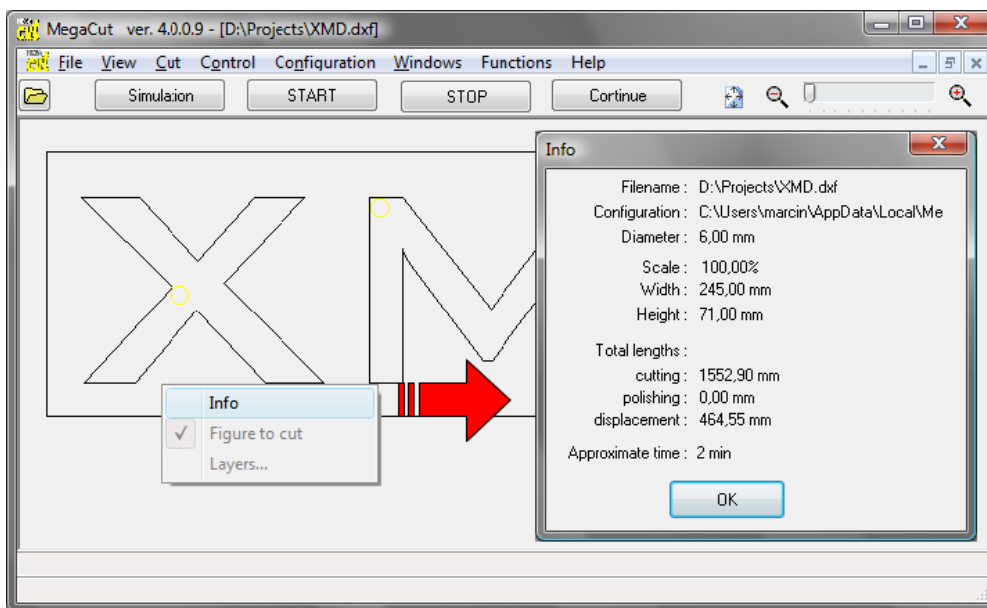 MegaCut ver. 4.0.0.9 - [D:\Projects\XMD.dxf]
File View Cut Control Configuration Windows Functions Help
Simulation START STOP Continue
X M
Info
Filename : D:\Projects\XMD.dxf
Configuration : C:\Users\marcin\AppData\Local\Me
Diameter : 6,00 mm
Scale : 100,00%
Width : 245,00 mm
Height : 71,00 mm
Total lengths :
cutting : 1552,90 mm
polishing : 0,00 mm
displacement : 464,55 mm
Approximate time : 2 min
OK
Info
Figure to cut
Layers...